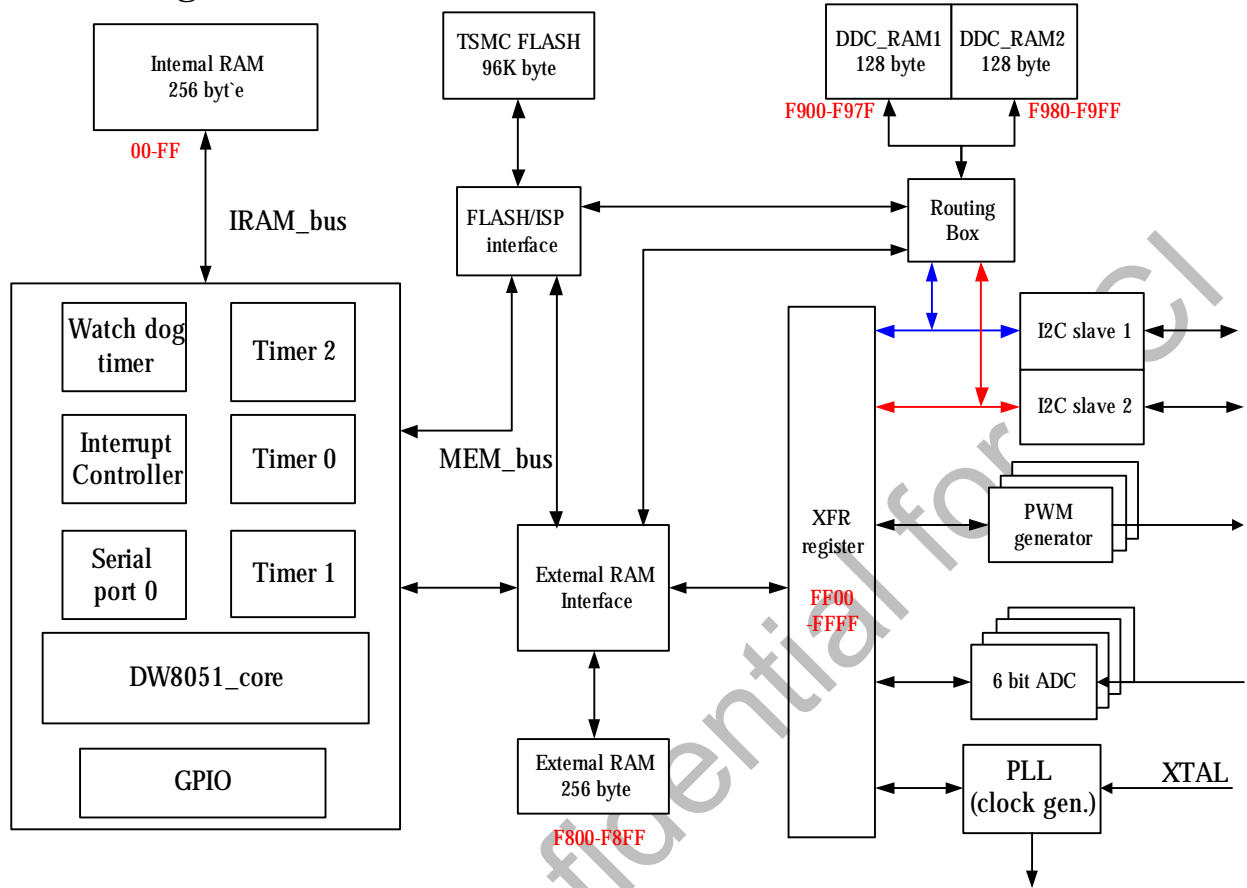 g
Internal RAM
256 byt`e
00-FF
TSMC FLASH
96K byte
DDC_RAM1
128 byte
DDC_RAM2
128 byte
F900-F97F
F980-F9FF
IRAM_bus
FLASH/ISP
interface
Routing
Box
Watch dog
timer
Timer 2
Interrupt
Controller
Timer 0
Serial
port 0
Timer 1
DW8051_core
GPIO
MEM_bus
External RAM
Interface
External RAM
256 byte
F800-F8FF
XFR
register
FF00
-FFFF
I2C slave 1
I2C slave 2
PWM
generator
6 bit ADC
PLL
(clock gen.)
XTAL
fidential for CI